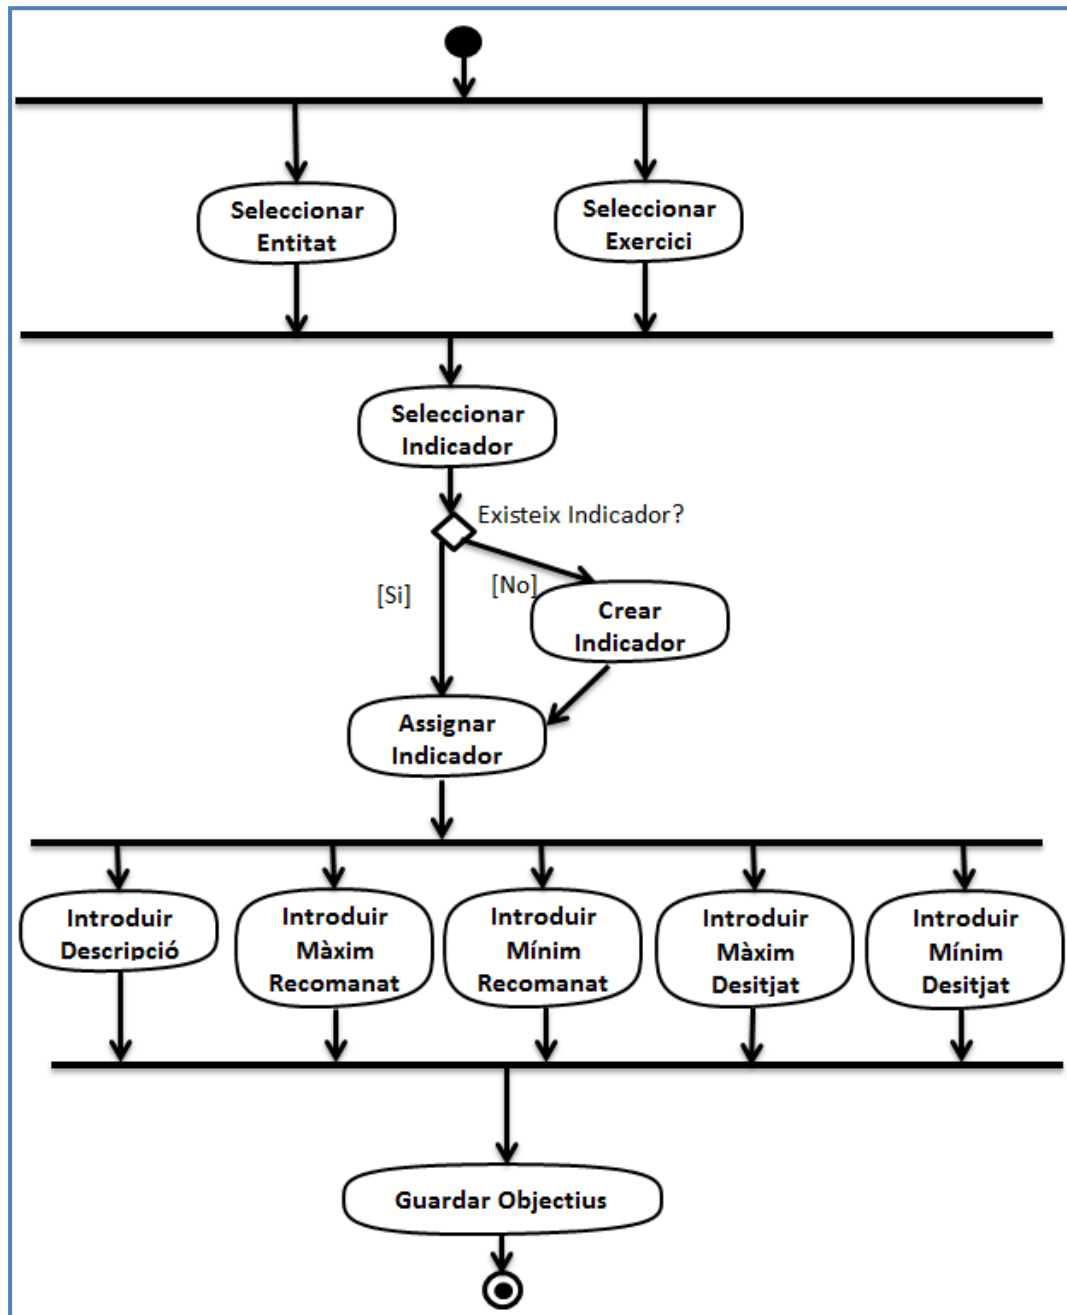 Seleccionar
Entitat
Seleccionar
Exercici
Seleccionar
Indicador
Existeix Indicador?
[Si]
[No]
Crear
Indicador
Assignar
Indicador
Introduir
Descripció
Introduir
Màxim
Recomanat
Introduir
Mínim
Recomanat
Introduir
Màxim
Desitjat
Introduir
Mínim
Desitjat
Guardar Objectius